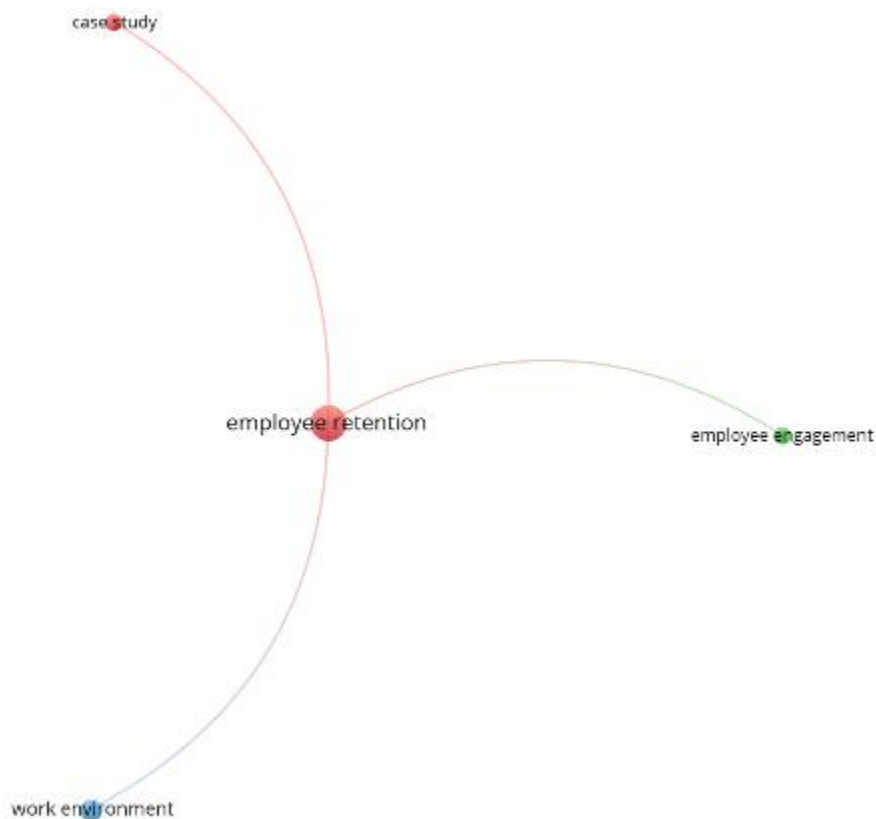 case study
employee retention
employee engagement
work environment